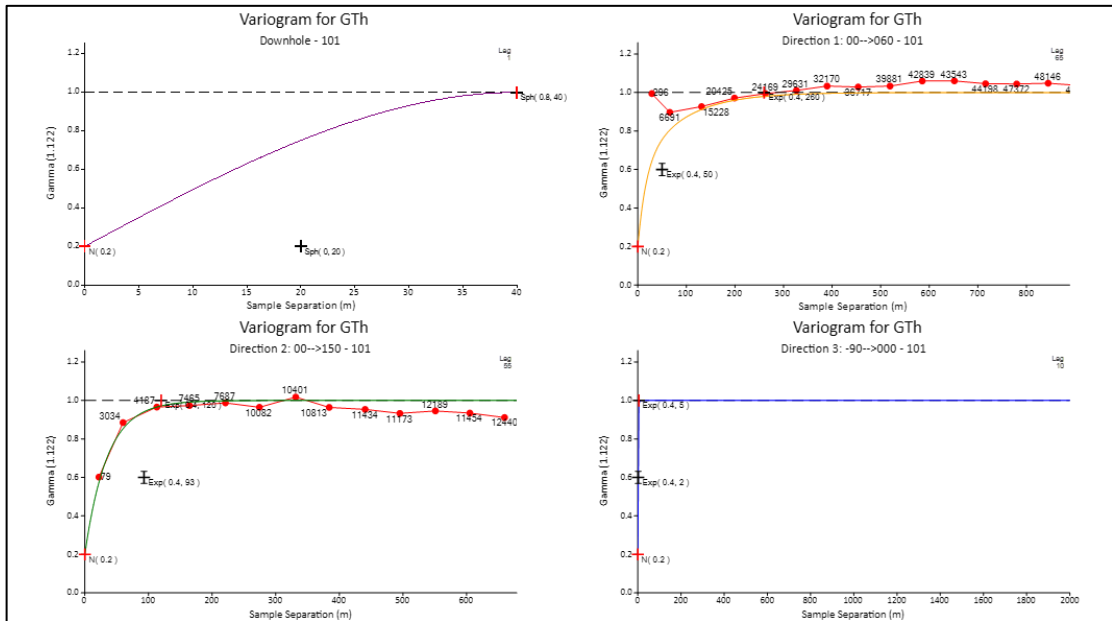 Variogram for GTh
Downhole - 101
Lag
1
1.2
1.0
0.8
0.6
0.4
0.2
0.0
Gamma (1.122)
Sph( 0.8, 40 )
N( 0.2 )
Sph( 0, 20 )
0 5 10 15 20 25 30 35 40
Sample Separation (m)
Variogram for GTh
Direction 1: 00-->060 - 101
Lag
65
1.2
1.0
0.8
0.6
0.4
0.2
0.0
Gamma (1.122)
296 6691 15228 20425 24169 29631 32170 36717 39881 42839 43543 44198 47372 48146 4
Exp( 0.4, 260 )
Exp( 0.4, 50 )
N( 0.2 )
0 100 200 300 400 500 600 700 800
Sample Separation (m)
Variogram for GTh
Direction 2: 00-->150 - 101
Lag
55
1.2
1.0
0.8
0.6
0.4
0.2
0.0
Gamma (1.122)
79 3034 4187 7465 7687 10082 10401 10813 11434 11173 12189 11454 12440
Exp( 0.4, 93 )
N( 0.2 )
0 100 200 300 400 500 600
Sample Separation (m)
Variogram for GTh
Direction 3: -90-->000 - 101
Lag
10
1.2
1.0
0.8
0.6
0.4
0.2
0.0
Gamma (1.122)
Exp( 0.4, 5 )
Exp( 0.4, 2 )
N( 0.2 )
0 200 400 600 800 1000 1200 1400 1600 1800 2000
Sample Separation (m)